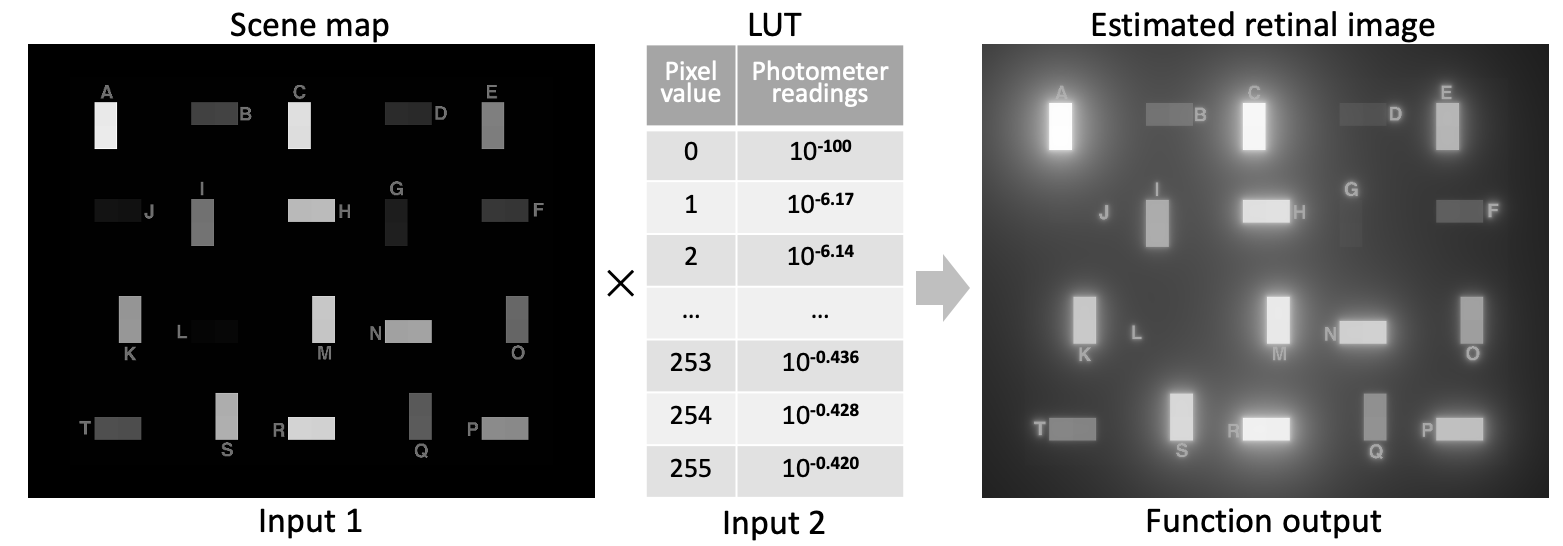 Scene map
LUT
Estimated retinal image
A
C
E
B
D
I
G
J
H
F
L
N
K
M
O
T
R
P
S
Q
Pixel value
Photometer readings
0 10^-100
1 10^-6.17
2 10^-6.14
... ...
253 10^-0.436
254 10^-0.428
255 10^-0.420
×
A
C
E
B
D
I
G
J
H
F
L
N
K
M
O
T
R
P
S
Q
Input 1
Input 2
Function output